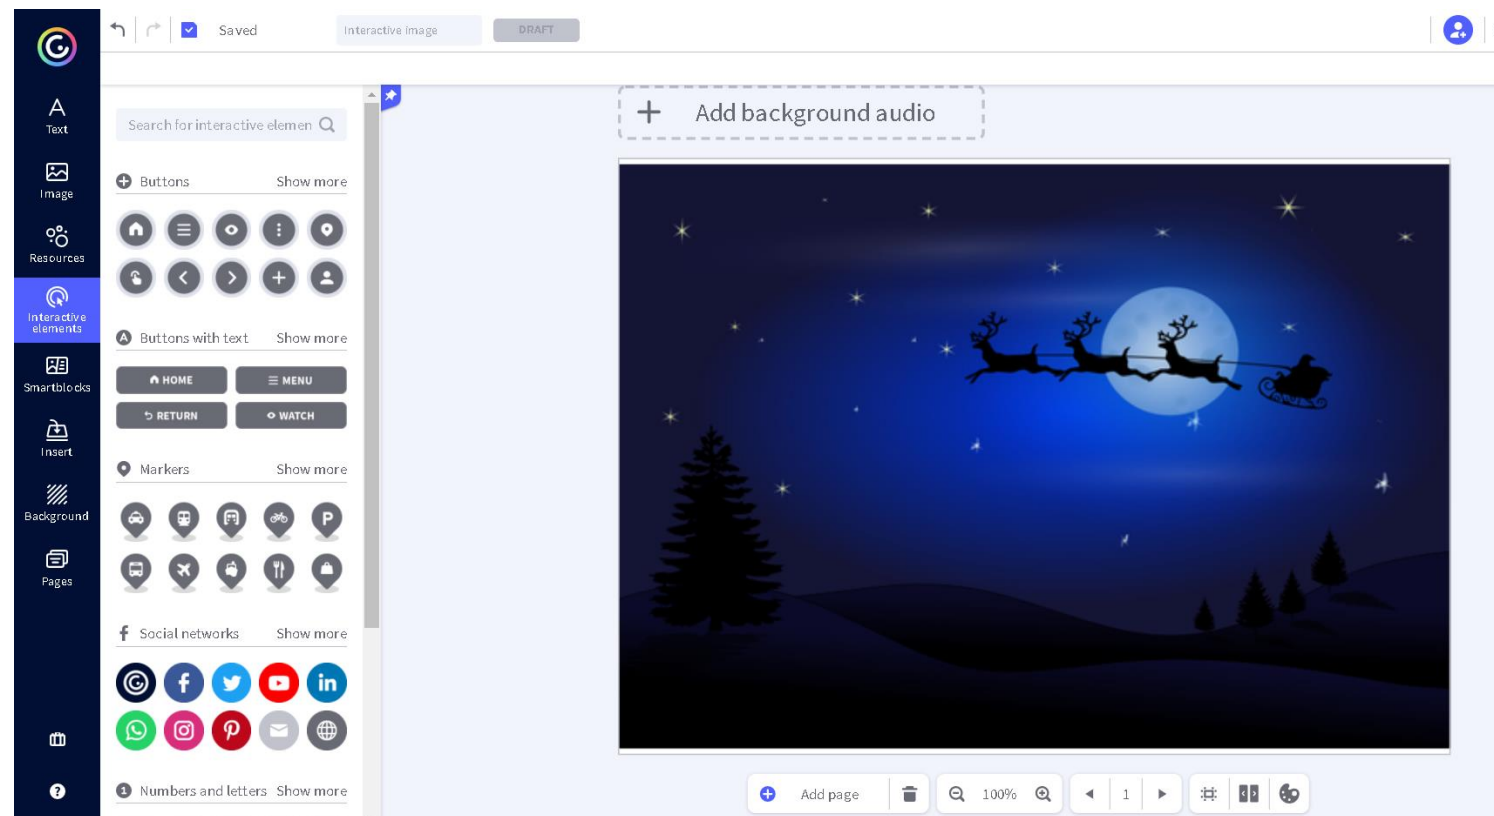 Saved
Interactive image
DRAFT
Text
Image
Resources
Interactive
elements
Smartblocks
Insert
Background
Pages
Search for interactive elemen
Buttons Show more
Buttons with text Show more
HOME
MENU
RETURN
WATCH
Markers Show more
P
Social networks Show more
Numbers and letters Show more
Add background audio
Add page
100%
1